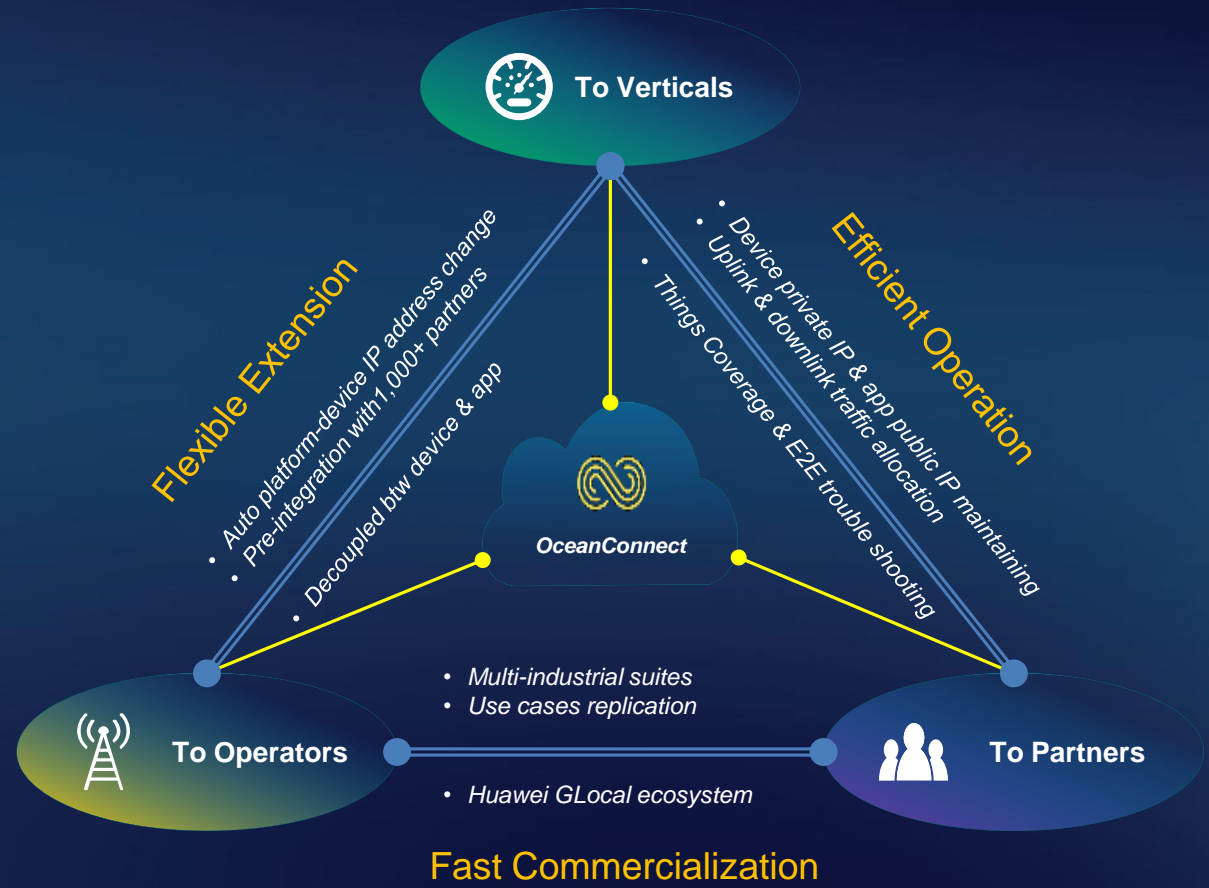 To Verticals
Flexible Extension
• Auto platform-device IP address change
• Pre-integration with1,000+ partners
• Decoupled btw device & app
Efficient Operation
• Device private IP & app public IP maintaining
• Uplink & downlink traffic allocation
• Things Coverage & E2E trouble shooting
OceanConnect
To Operators
• Multi-industrial suites
• Use cases replication
• Huawei GLocal ecosystem
To Partners
Fast Commercialization